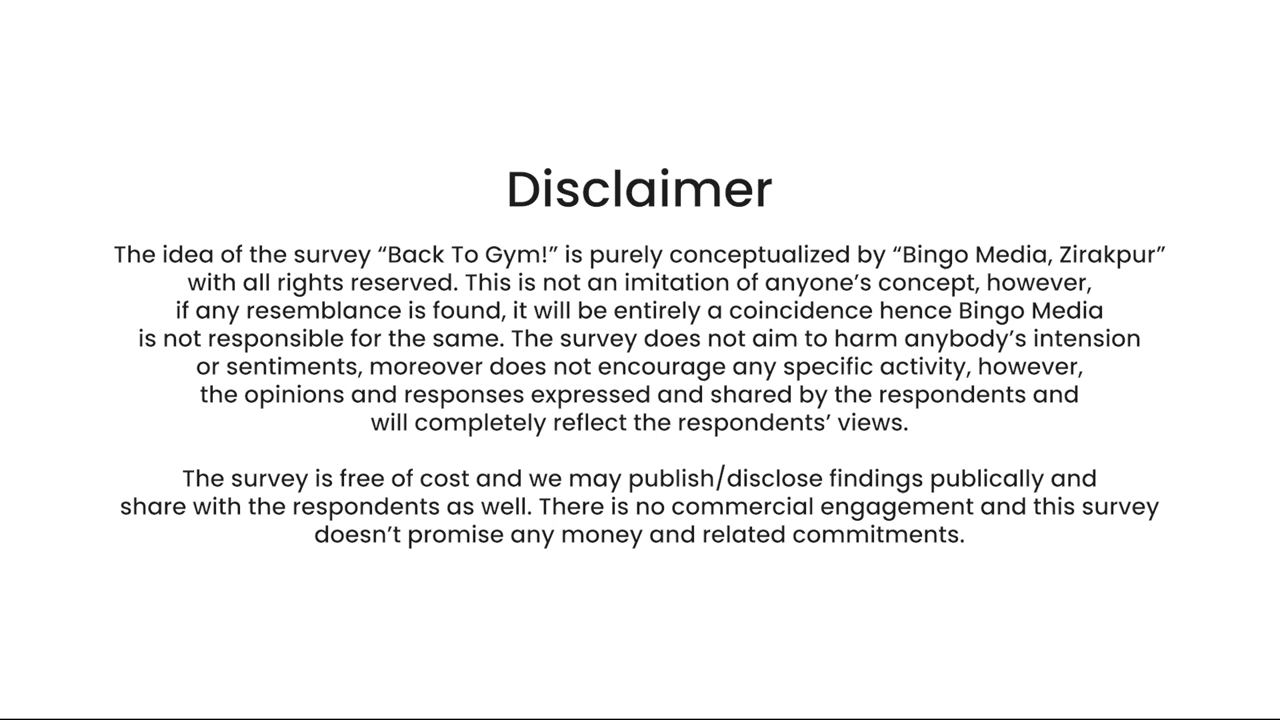 Disclaimer
The idea of the survey “Back To Gym!” is purely conceptualized by “Bingo Media, Zirakpur”
with all rights reserved. This is not an imitation of anyone’s concept, however,
if any resemblance is found, it will be entirely a coincidence hence Bingo Media
is not responsible for the same. The survey does not aim to harm anybody’s intension
or sentiments, moreover does not encourage any specific activity, however,
the opinions and responses expressed and shared by the respondents and
will completely reflect the respondents’ views.
The survey is free of cost and we may publish/disclose findings publically and
share with the respondents as well. There is no commercial engagement and this survey
doesn’t promise any money and related commitments.